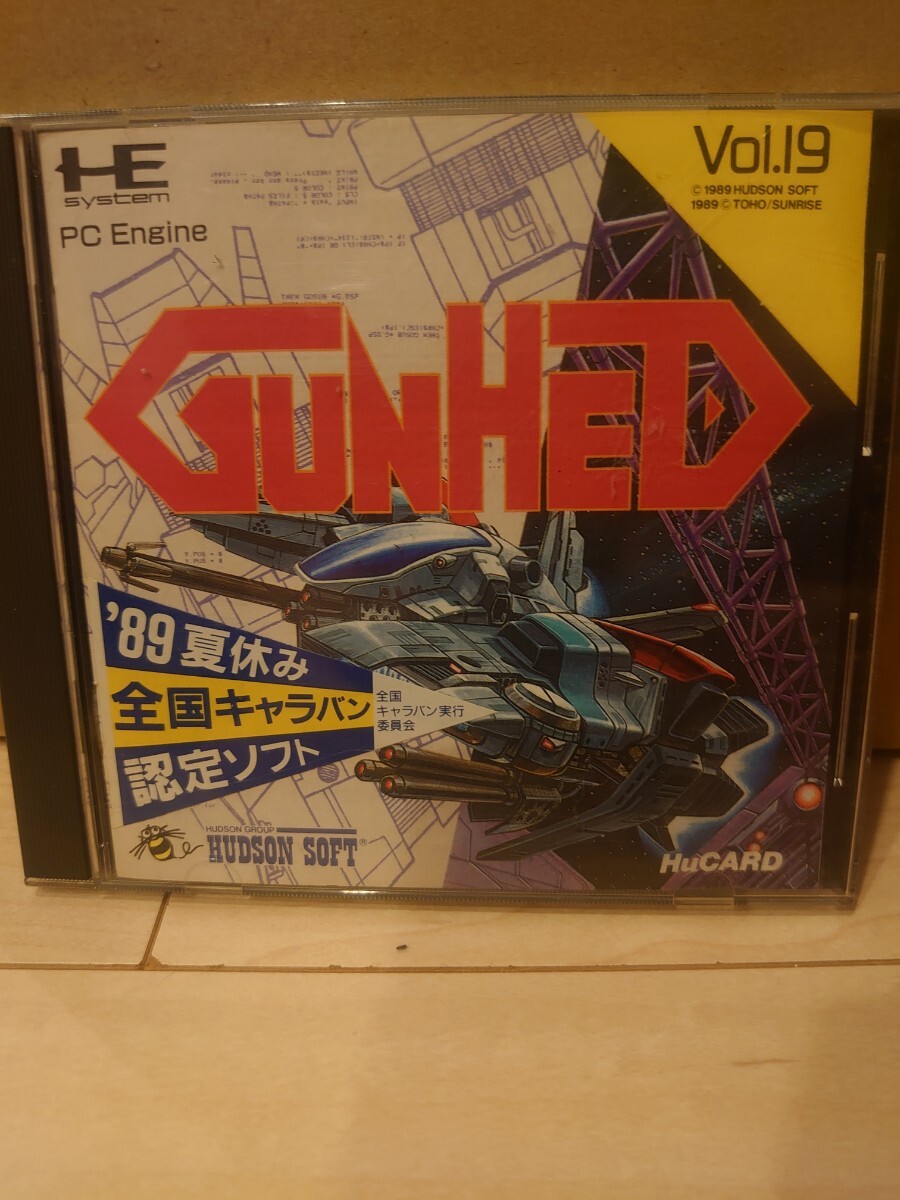 HE
system
PC Engine
Vol.19
© 1989 HUDSON SOFT
1989 © TOHO/SUNRISE
GUNHED
'89 夏休み
全国キャラバン
認定ソフト
全国
キャラバン実行
委員会
HUDSON GROUP
HUDSON SOFT®
HuCARD